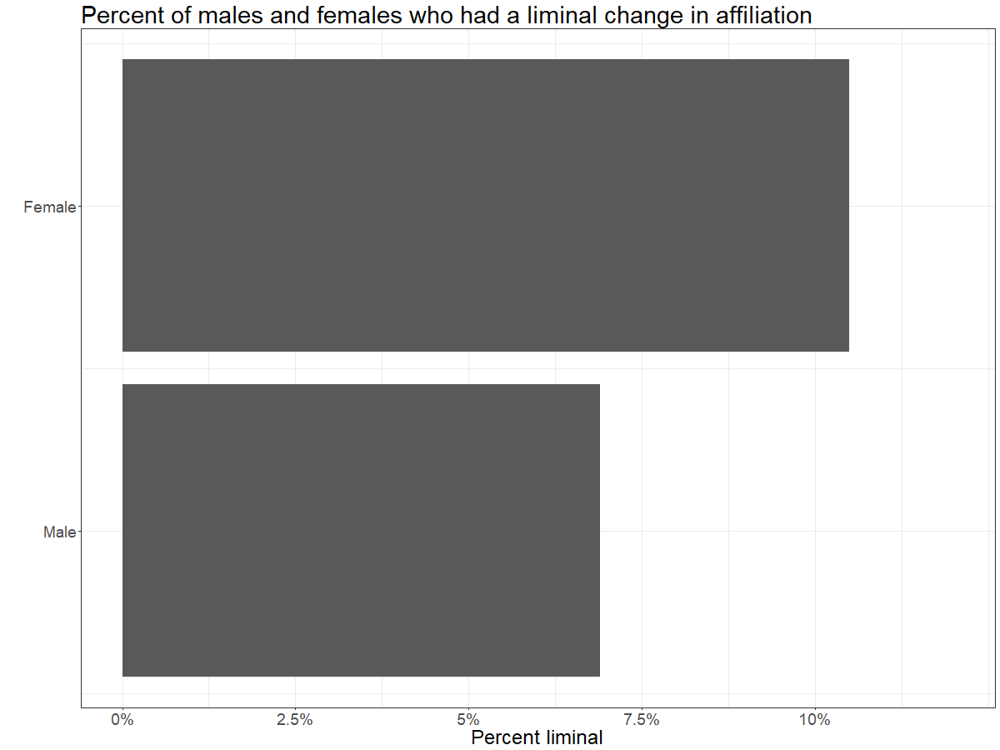 Percent of males and females who had a liminal change in affiliation
Female
Male
0% 2.5% 5% 7.5% 10%
Percent liminal